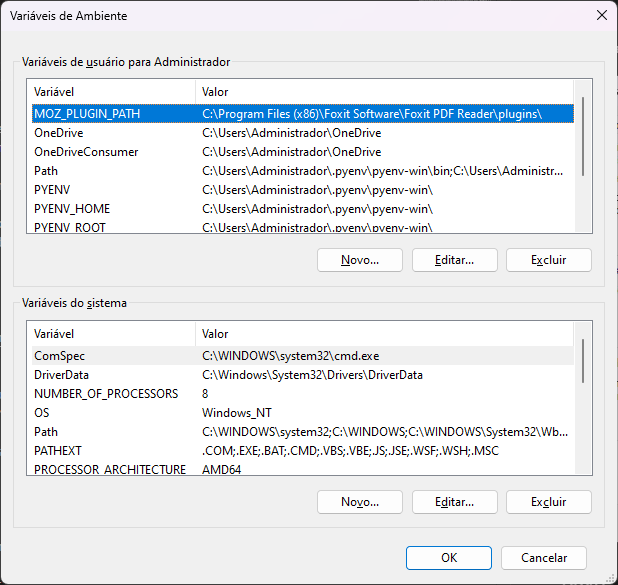 Variáveis de Ambiente
Variáveis de usuário para Administrador
Variável Valor
MOZ_PLUGIN_PATH C:\Program Files (x86)\Foxit Software\Foxit PDF Reader\plugins\
OneDrive C:\Users\Administrador\OneDrive
OneDriveConsumer C:\Users\Administrador\OneDrive
Path C:\Users\Administrador\.pyenv\pyenv-win\bin;C:\Users\Administr...
PYENV C:\Users\Administrador\.pyenv\pyenv-win\
PYENV_HOME C:\Users\Administrador\.pyenv\pyenv-win\
PYENV_ROOT C:\Users\Administrador\.pyenv\pyenv-win\
Novo... Editar... Excluir
Variáveis do sistema
Variável Valor
ComSpec C:\WINDOWS\system32\cmd.exe
DriverData C:\Windows\System32\Drivers\DriverData
NUMBER_OF_PROCESSORS 8
OS Windows_NT
Path C:\WINDOWS\system32;C:\WINDOWS;C:\WINDOWS\System32\Wb...
PATHEXT .COM;.EXE;.BAT;.CMD;.VBS;.VBE;.JS;.JSE;.WSF;.WSH;.MSC
PROCESSOR_ARCHITECTURE AMD64
Novo... Editar... Excluir
OK Cancelar